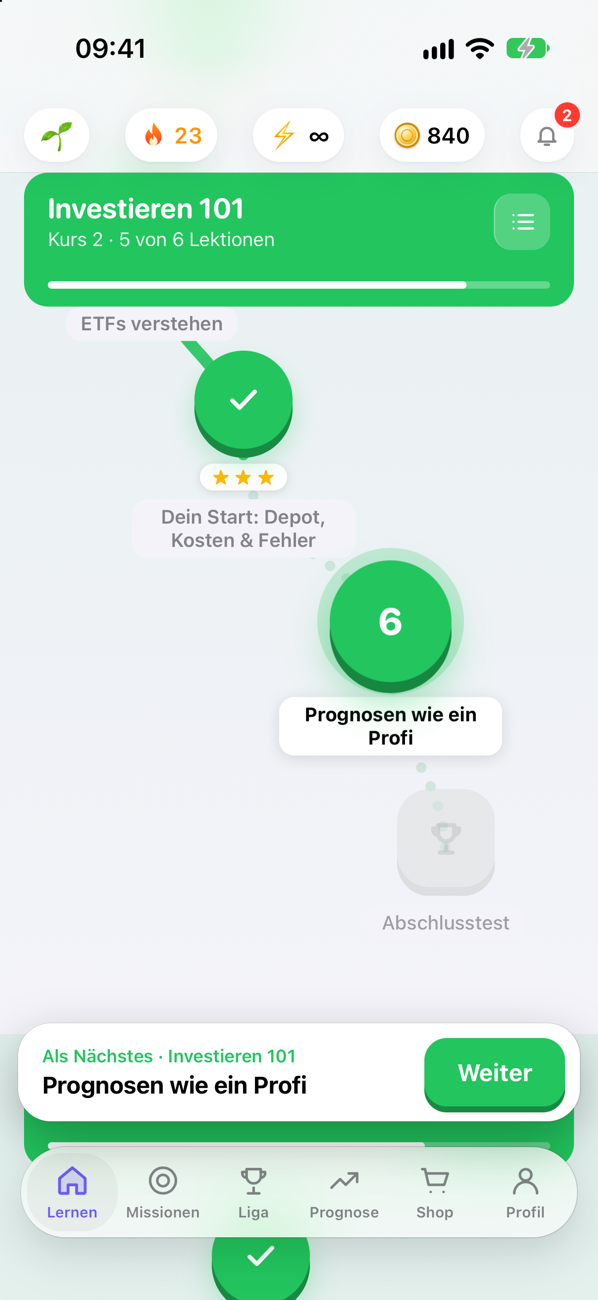 09:41
23
∞
840
2
Investieren 101
Kurs 2 · 5 von 6 Lektionen
ETFs verstehen
Dein Start: Depot,
Kosten & Fehler
6
Prognosen wie ein
Profi
Abschlusstest
Als Nächstes · Investieren 101
Prognosen wie ein Profi
Weiter
Lernen
Missionen
Liga
Prognose
Shop
Profil